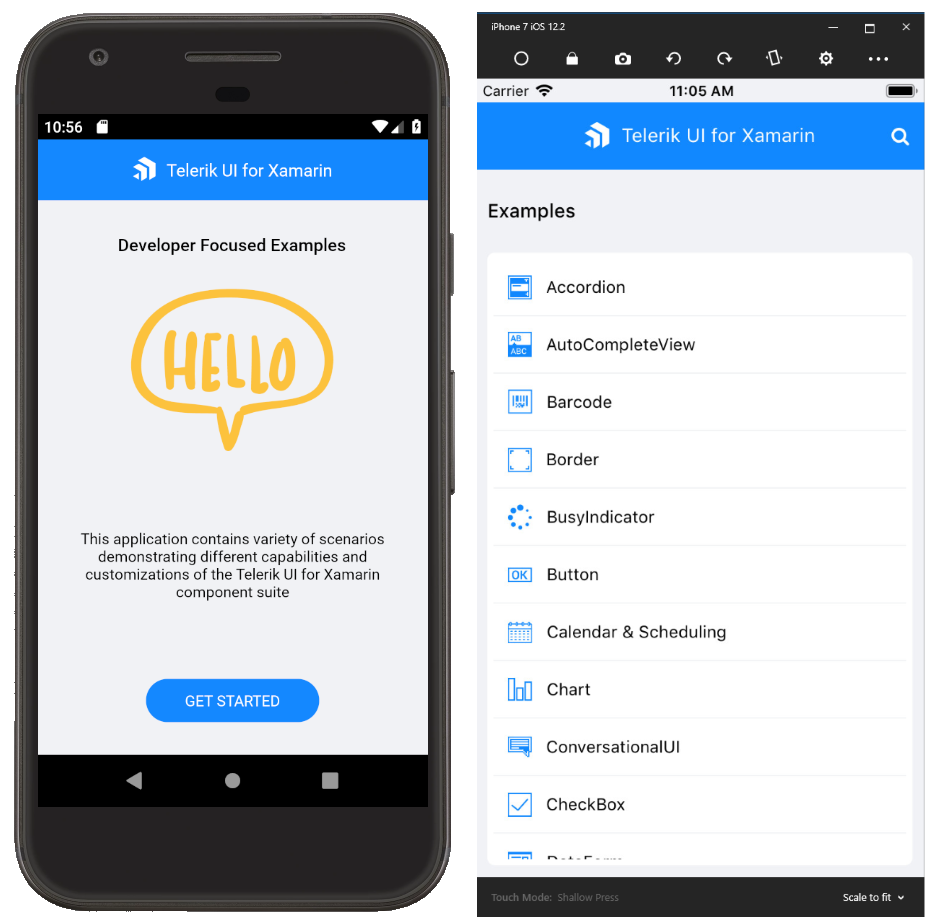 10:56
Telerik UI for Xamarin
Developer Focused Examples
HELLO
This application contains variety of scenarios
demonstrating different capabilities and
customizations of the Telerik UI for Xamarin
component suite
GET STARTED
iPhone 7 iOS 12.2
Carrier 11:05 AM
Telerik UI for Xamarin
Examples
Accordion
AB
ABC
AutoCompleteView
Barcode
Border
BusyIndicator
OK Button
Calendar & Scheduling
Chart
ConversationalUI
CheckBox
Touch Mode: Shallow Press Scale to fit